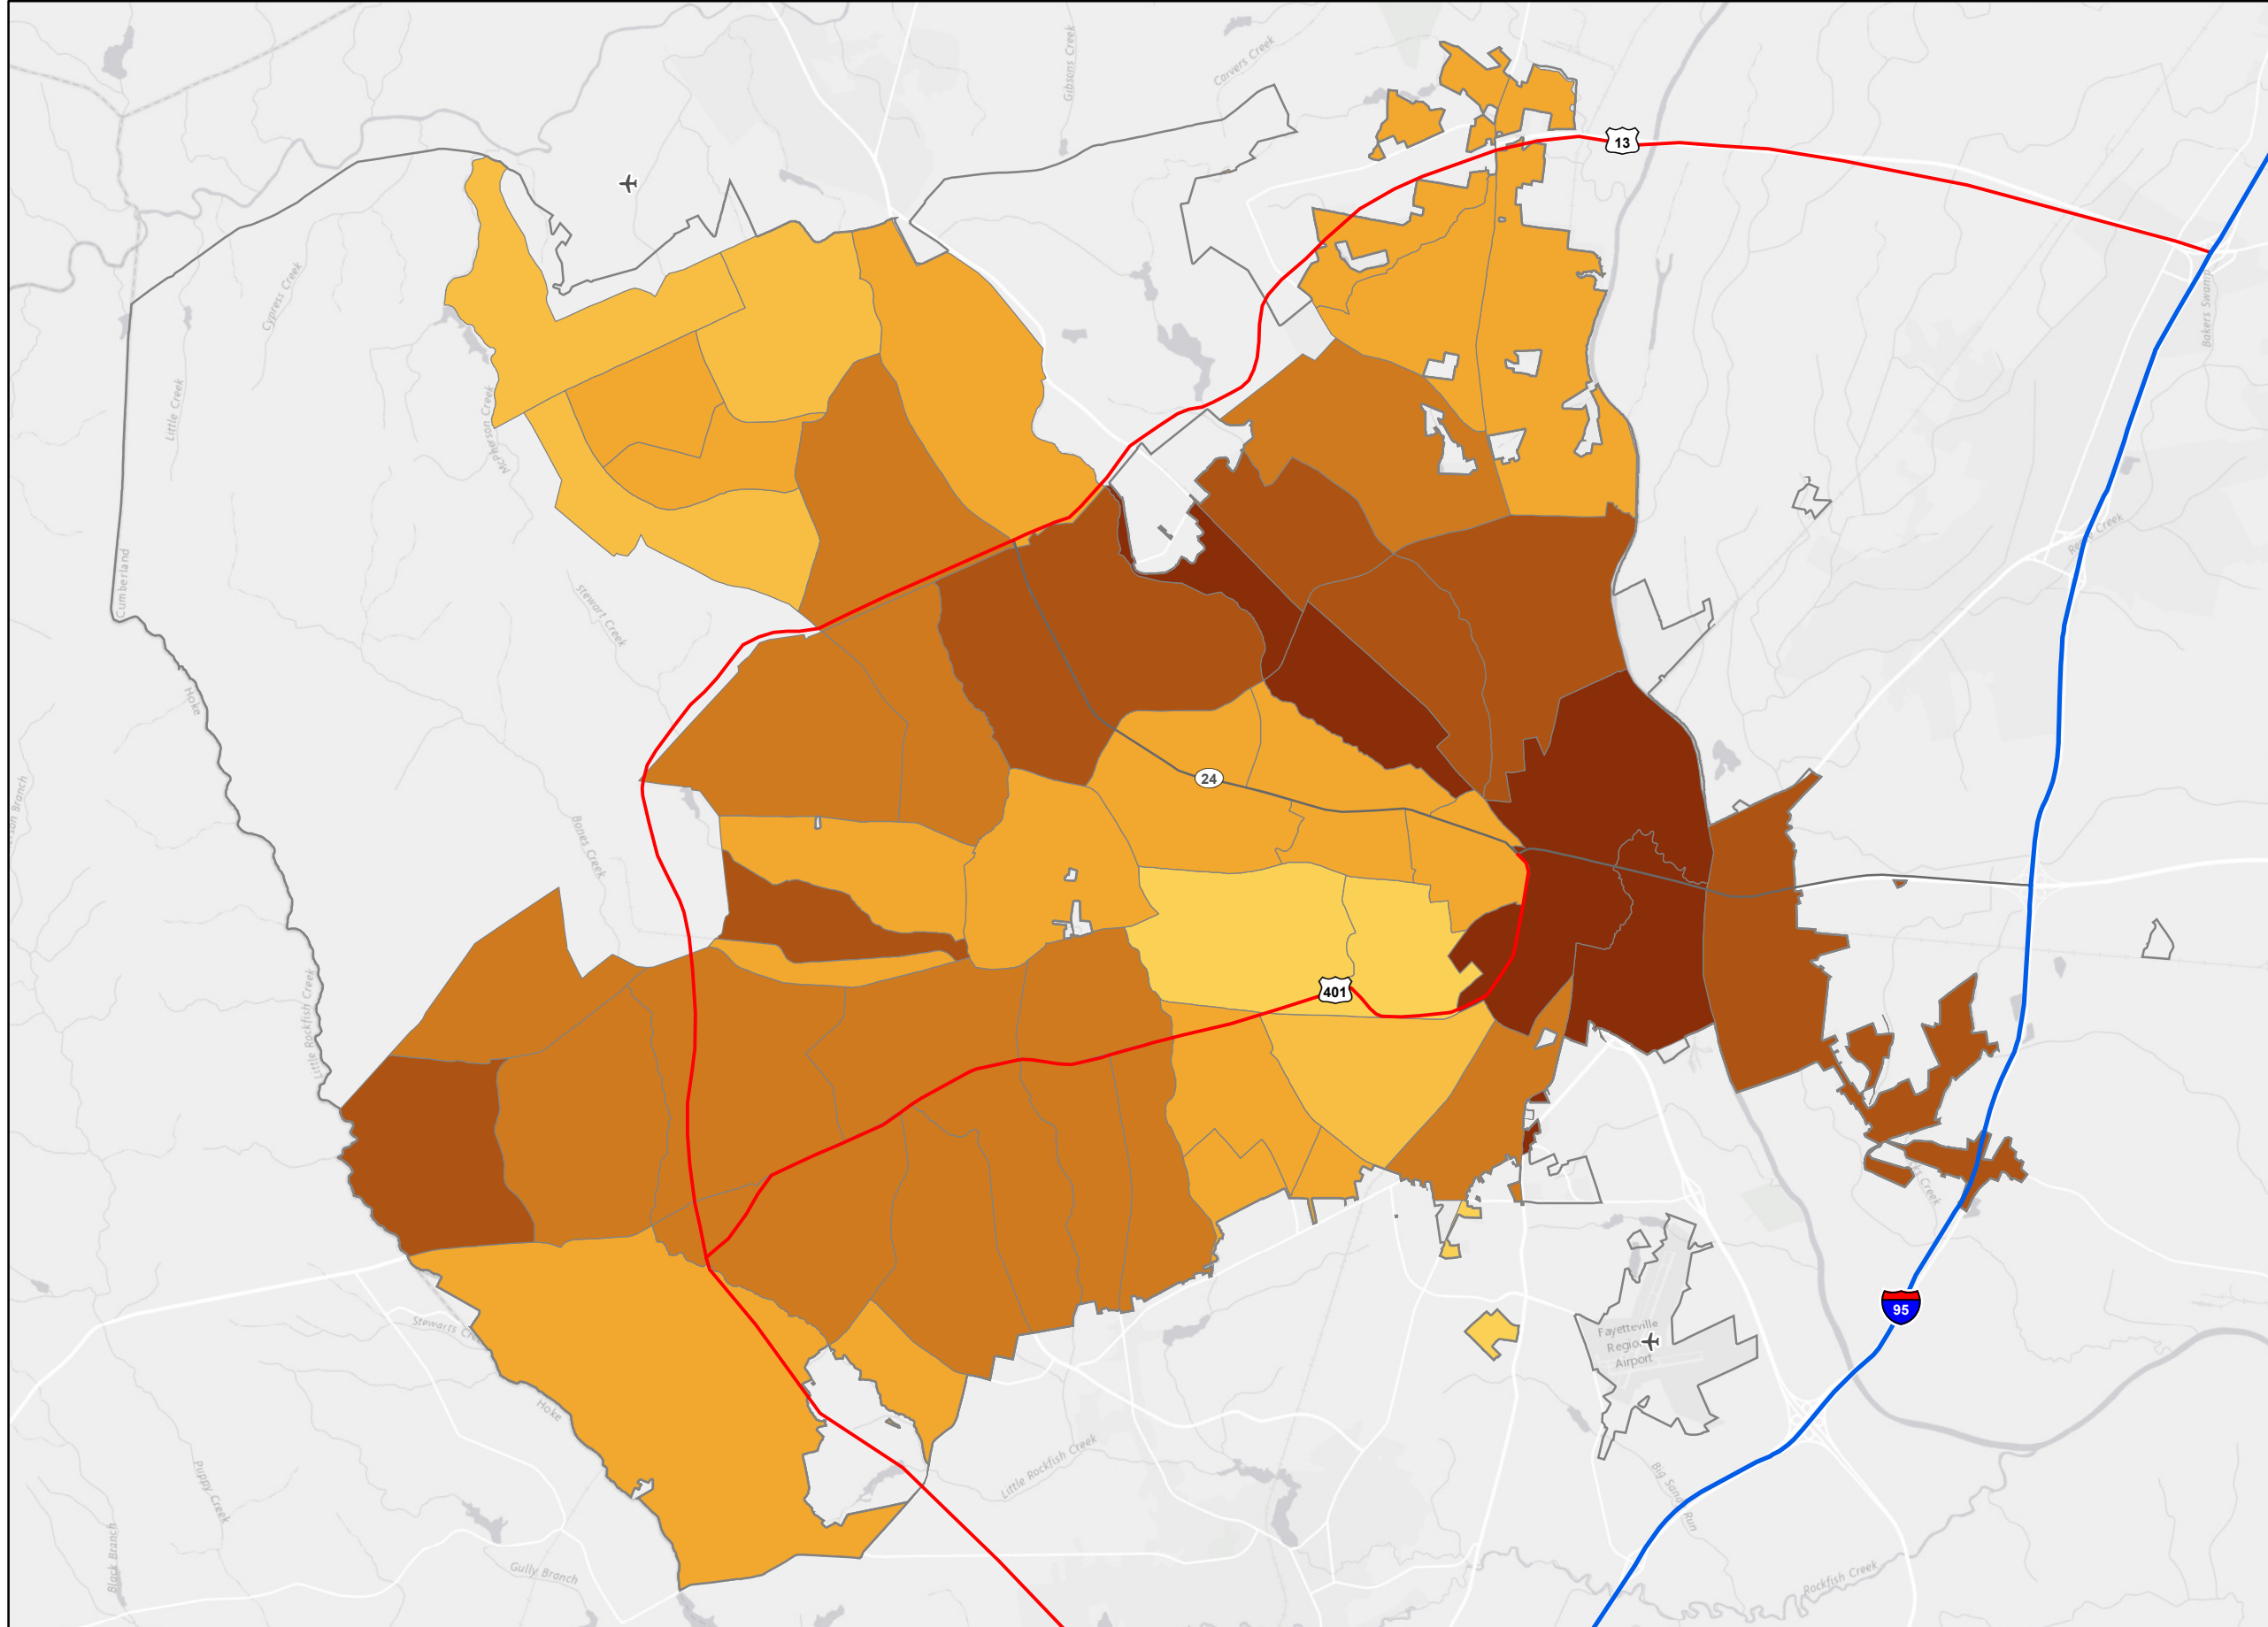 Gibsons Creek
Carvers Creek
13
Cypress Creek
Bakers Swamp
Little Creek
McPherson Creek
Cumberland
Stewart Creek
Hoke
24
Bones Creek
Little Rockfish Creek
401
95
Stewarts Cree
Fayetteville
Regio
Airport
Hoke
Little Rockfish Creek
Puppy Creek
Big Sand Run
Black Branch
Gully Branch
Rockfish Creek